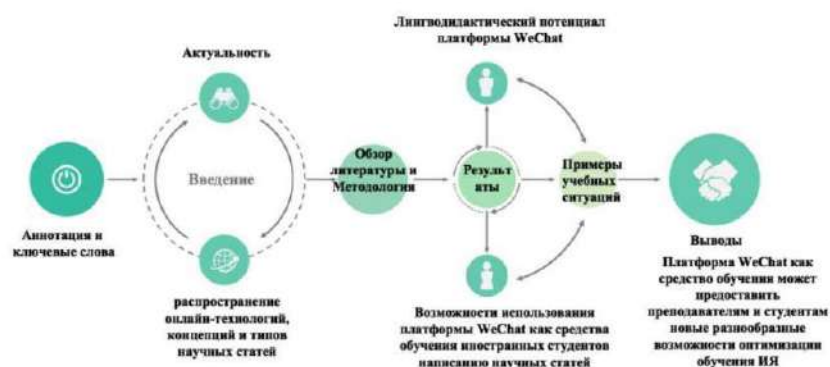 Аннотация и
ключевые слова
Актуальность
Введение
распространение
онлайн-технологий,
концепций и типов
научных статей
Обзор
литературы и
Методология
Лингводидактический потенциал
платформы WeChat
Результ
аты
Возможности использования
платформы WeChat как средства
обучения иностранных студентов
написанию научных статей
Примеры
учебных
ситуаций
Выводы
Платформа WeChat как
средство обучения может
предоставить
преподавателям и студентам
новые разнообразные
возможности оптимизации
обучения ИЯ